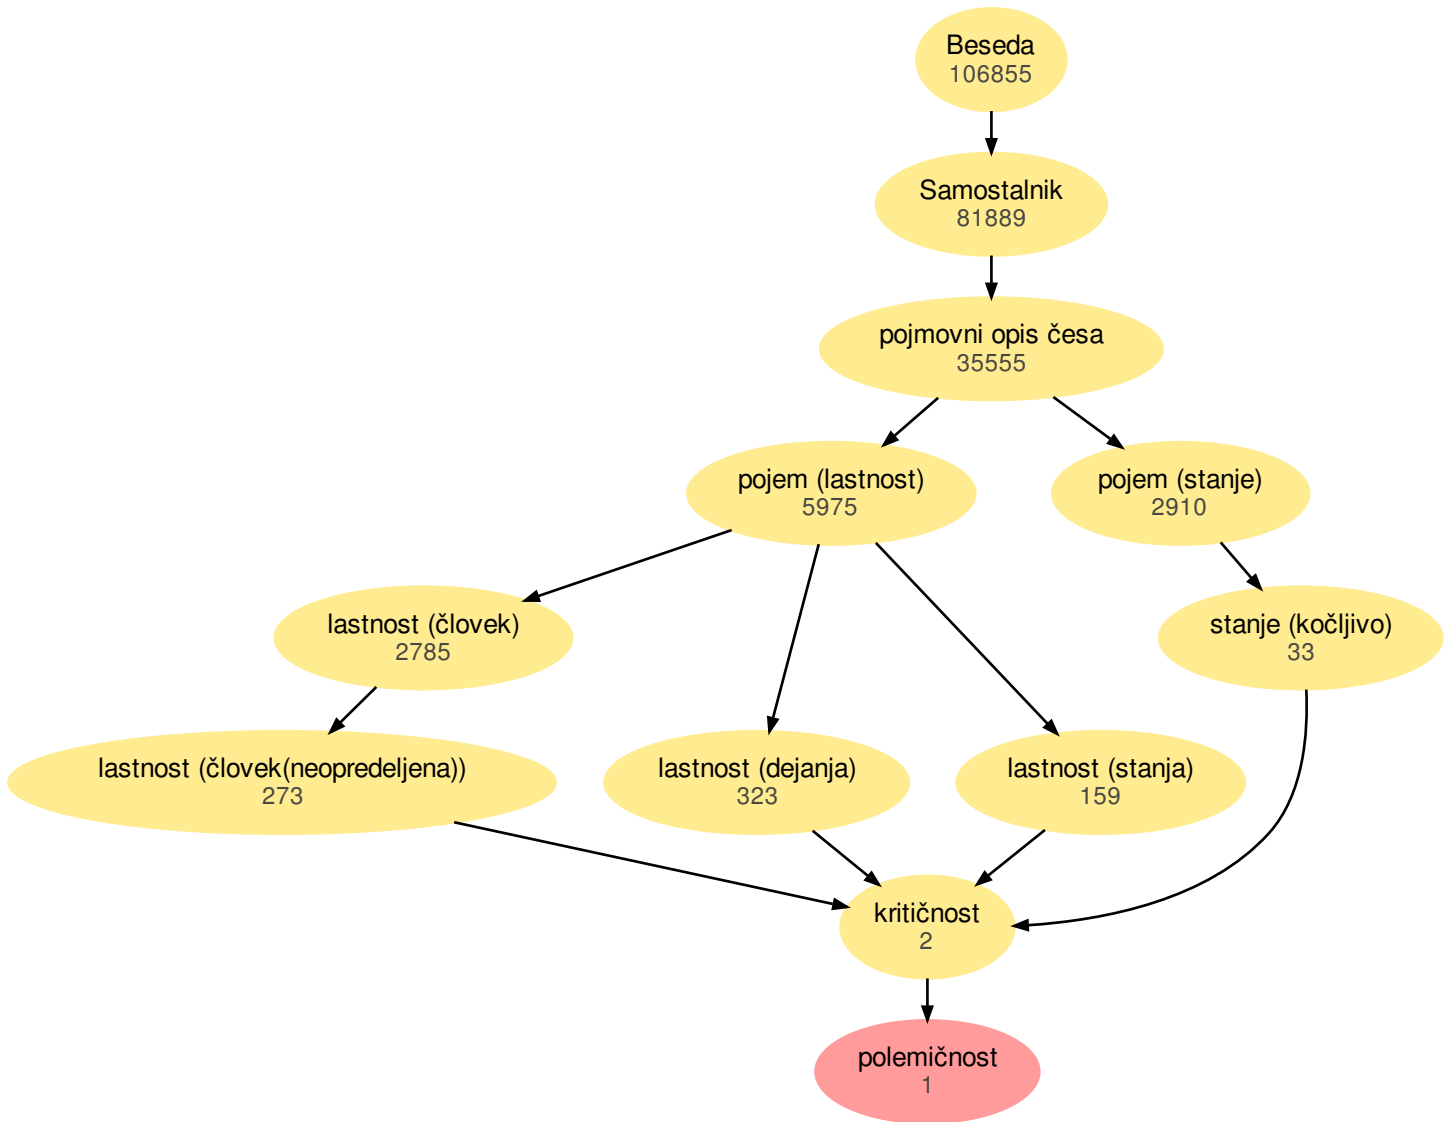 Beseda
106855
Samostalnik
81889
pojmovni opis česa
35555
pojem (lastnost)
5975
pojem (stanje)
2910
lastnost (človek)
2785
stanje (kočljivo)
33
lastnost (človek(neopredeljena))
273
lastnost (dejanja)
323
lastnost (stanja)
159
kritičnost
2
polemičnost
1